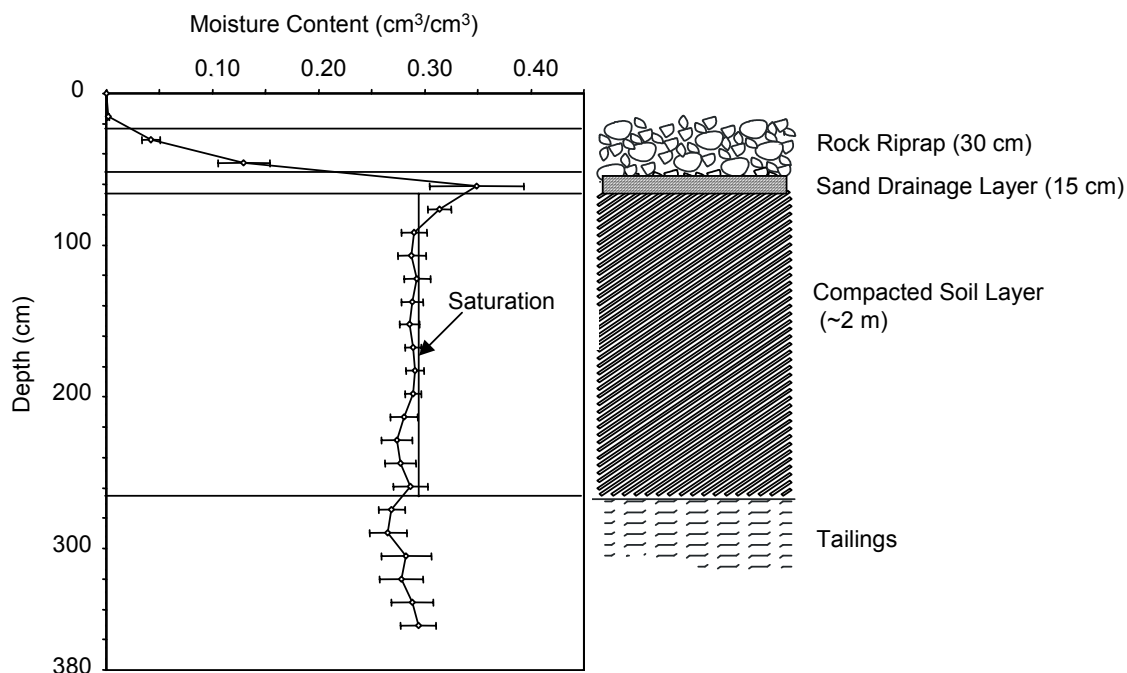 Moisture Content (cm³/cm³)
0.10 0.20 0.30 0.40
0
100
200
300
380
Depth (cm)
Saturation
Rock Riprap (30 cm)
Sand Drainage Layer (15 cm)
Compacted Soil Layer
(~2 m)
Tailings